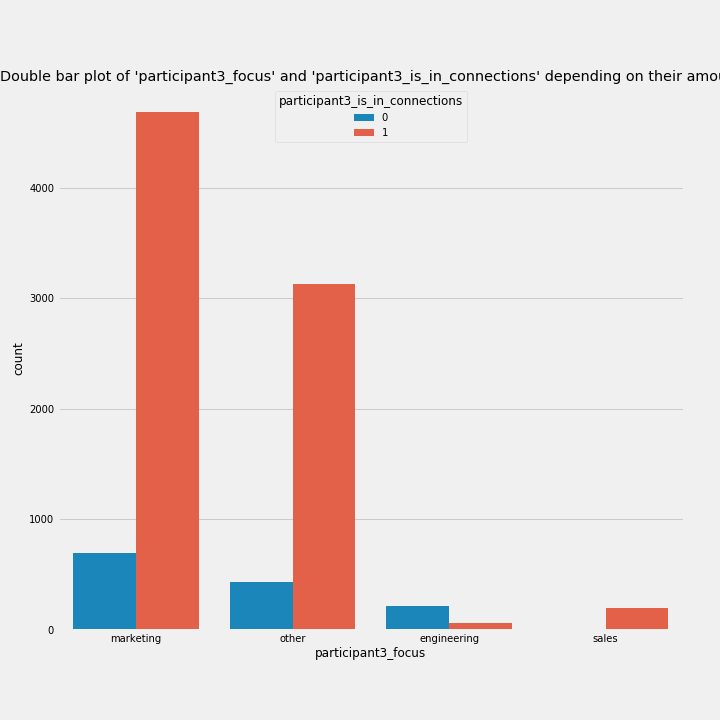 Double bar plot of 'participant3_focus' and 'participant3_is_in_connections' depending on their amou
participant3_is_in_connections
0
1
4000
3000
2000
1000
0
count
marketing other engineering sales
participant3_focus